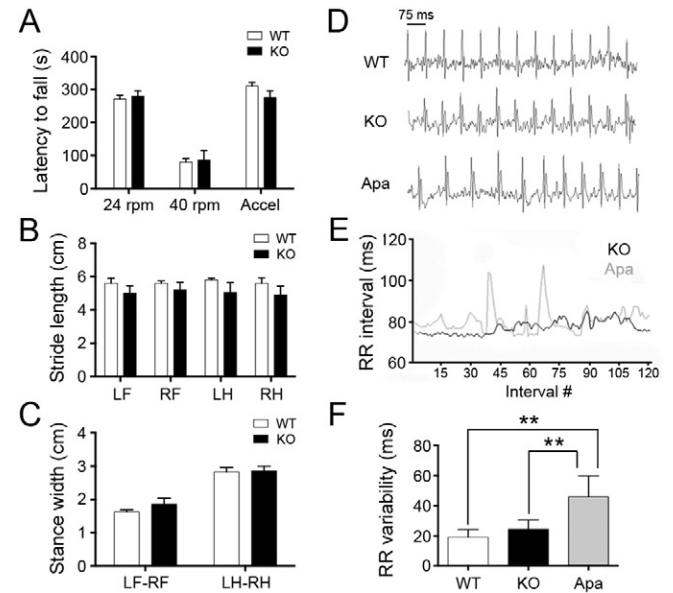 A
WT
KO
Latency to fall (s)
400
300
200
100
0
24 rpm 40 rpm Accel
B
WT
KO
Stride length (cm)
8
6
4
2
0
LF RF LH RH
C
WT
KO
Stance width (cm)
4
3
2
1
0
LF-RF LH-RH
D
75 ms
WT
KO
Apa
E
KO
Apa
RR interval (ms)
120
100
80
60
15 30 45 60 75 90 105 120
Interval #
F
**
**
RR variability (ms)
80
60
40
20
0
WT KO Apa